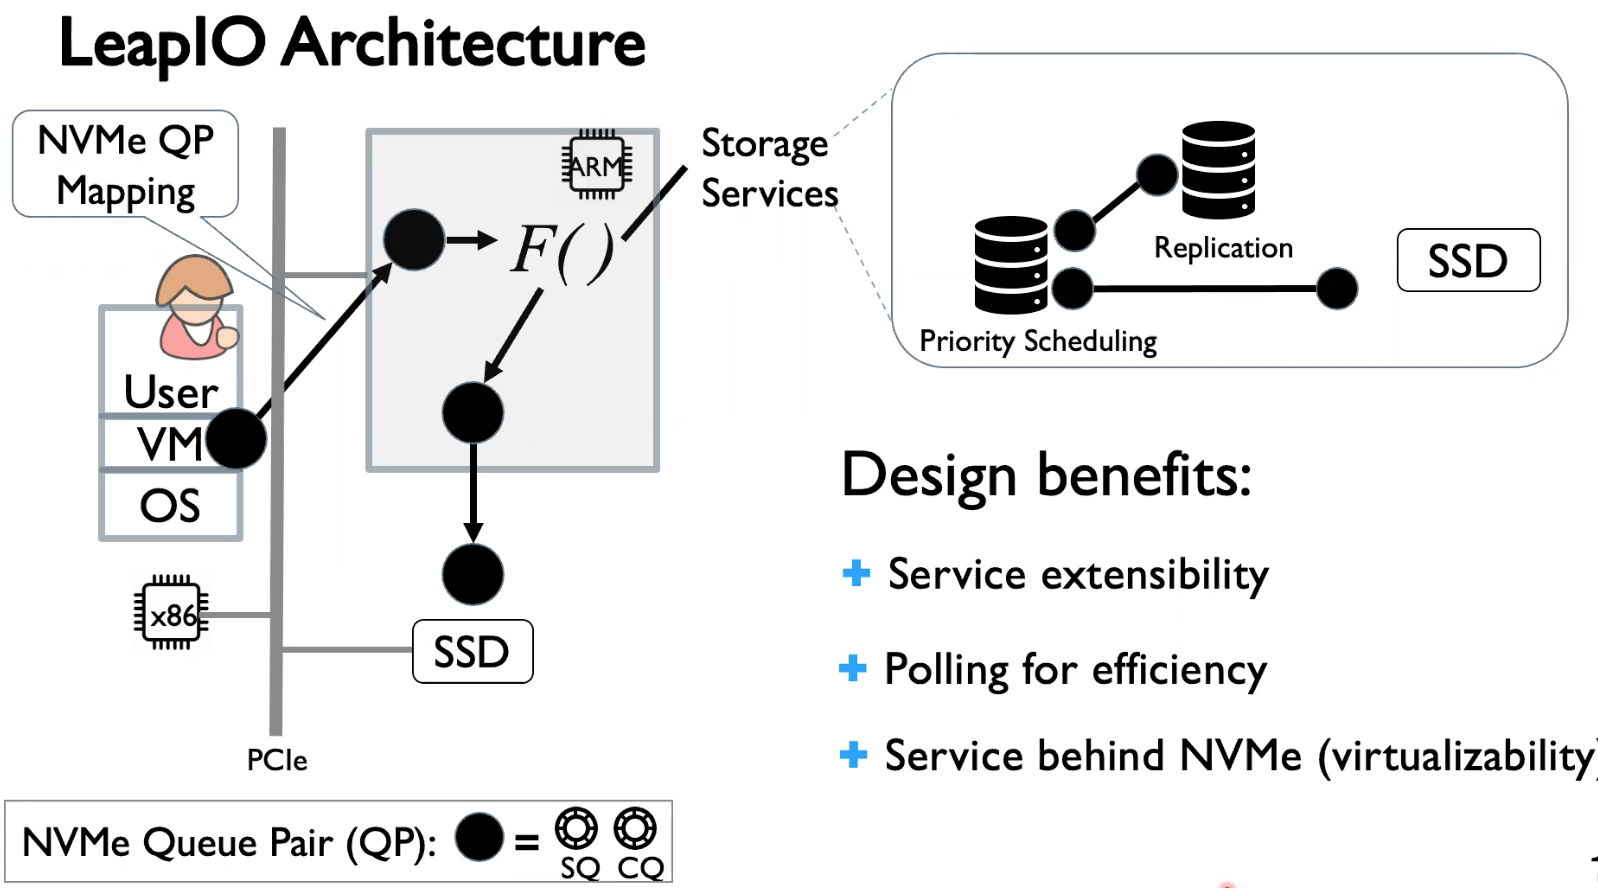 LeapIO Architecture
NVMe QP
Mapping
ARM
F( )
Storage
Services
Replication
SSD
Priority Scheduling
User
VM
OS
x86
SSD
PCIe
Design benefits:
+ Service extensibility
+ Polling for efficiency
+ Service behind NVMe (virtualizability)
NVMe Queue Pair (QP): =
SQ CQ